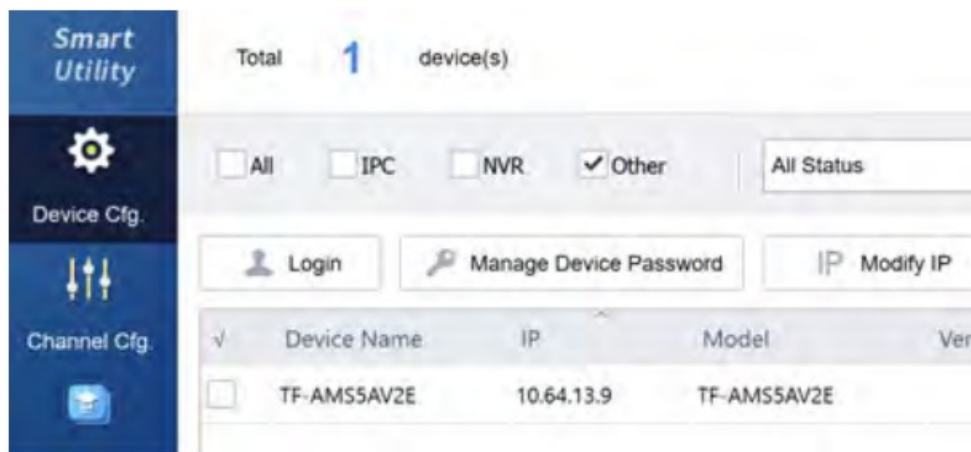 Smart
Utility
Total 1 device(s)
Device Cfg.
Channel Cfg.
All IPC NVR Other All Status
Login Manage Device Password IP Modify IP
√ Device Name IP Model Ver
TF-AMS5AV2E 10.64.13.9 TF-AMS5AV2E